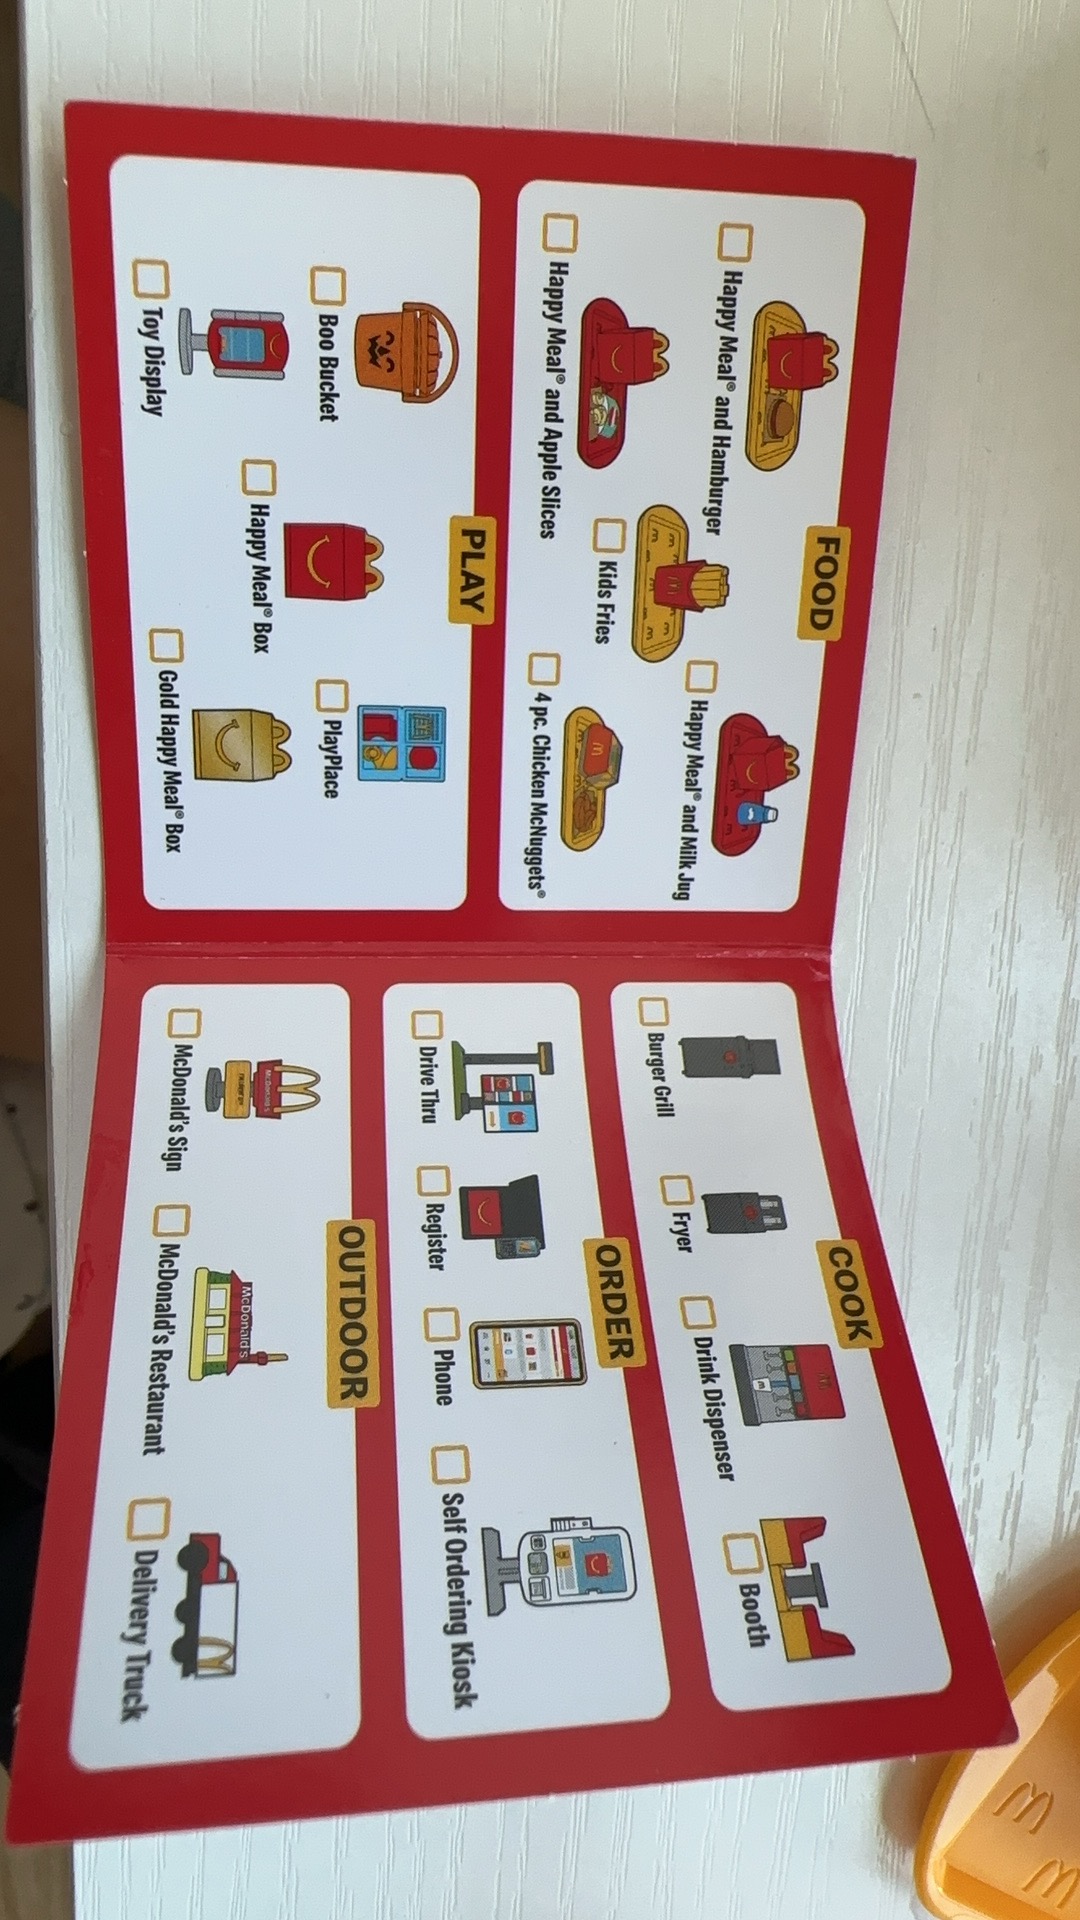 FOOD
Happy Meal® and Hamburger
Happy Meal® and Milk Jug
Kids Fries
Happy Meal® and Apple Slices
4 pc. Chicken McNuggets®
PLAY
Boo Bucket
PlayPlace
Happy Meal® Box
Toy Display
Gold Happy Meal® Box
COOK
Burger Grill
Fryer
Drink Dispenser
Booth
ORDER
Drive Thru
Register
Phone
Self Ordering Kiosk
OUTDOOR
McDonald's
McDonald's
McDonald's Sign
McDonald's Restaurant
Delivery Truck